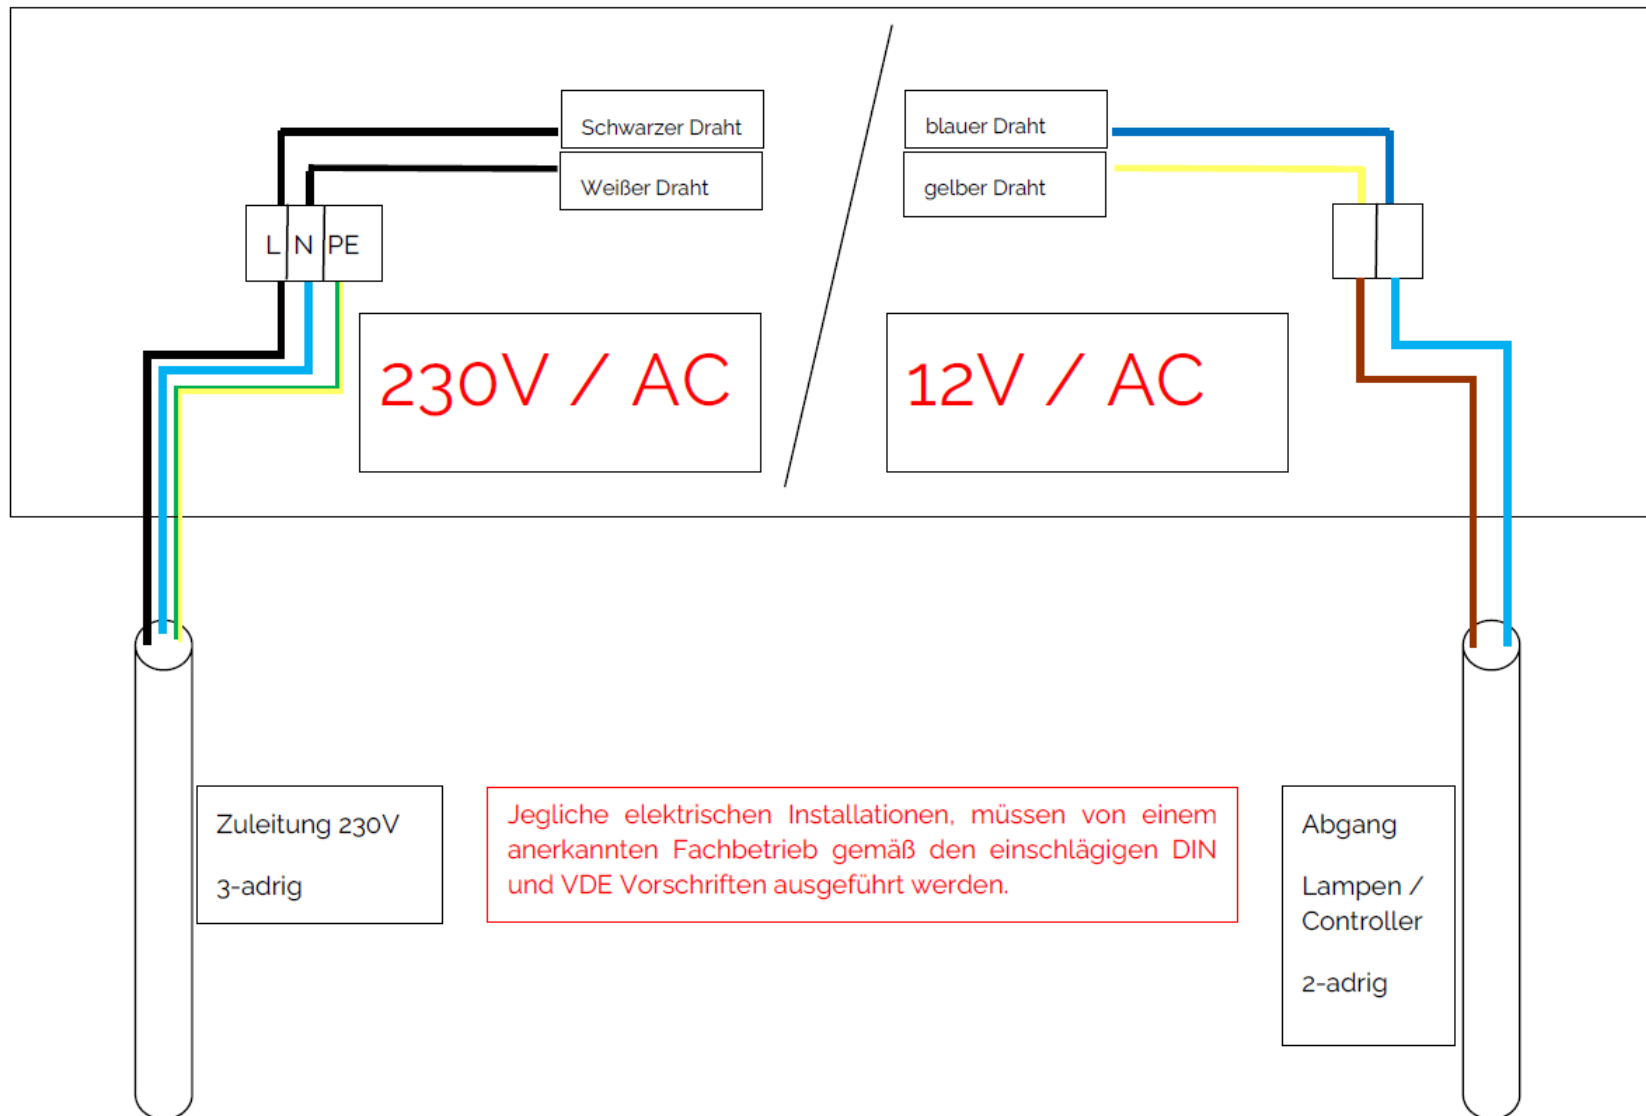 Schwarzer Draht
Weißer Draht
blauer Draht
gelber Draht
L N PE
230V / AC
12V / AC
Zuleitung 230V
3-adrig
Jegliche elektrischen Installationen, müssen von einem
anerkannten Fachbetrieb gemäß den einschlägigen DIN
und VDE Vorschriften ausgeführt werden.
Abgang
Lampen /
Controller
2-adrig